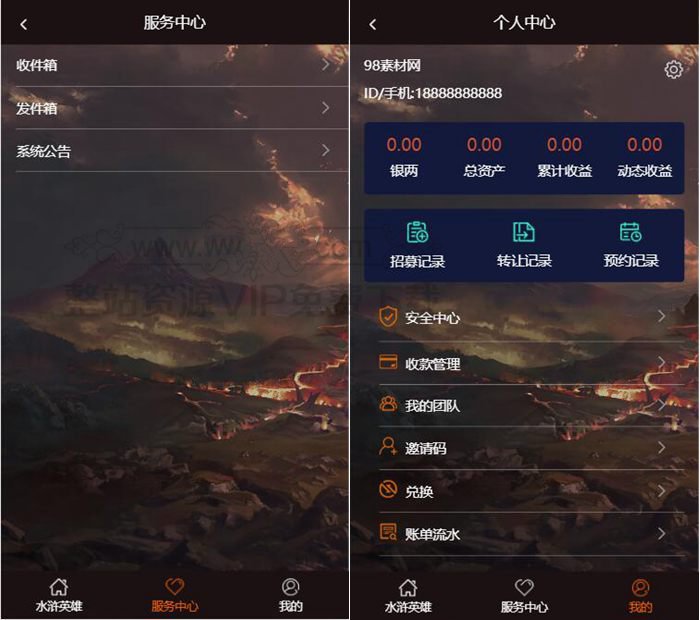 服务中心
收件箱
发件箱
系统公告
水浒英雄
服务中心
我的
个人中心
98素材网
ID/手机:18888888888
0.00 0.00 0.00 0.00
银两 总资产 累计收益 动态收益
招募记录 转让记录 预约记录
安全中心
收款管理
我的团队
邀请码
兑换
账单流水
水浒英雄
服务中心
我的
整站资源VIP免费下载